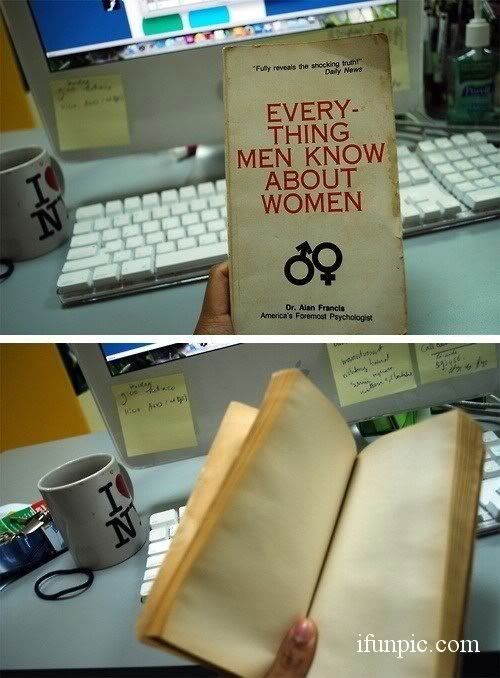 "Fully reveals the shocking truth!"
Daily News
EVERY-
THING
MEN KNOW
ABOUT
WOMEN
Dr. Alan Francis
America's Foremost Psychologist
I
NY
I
N
ifunpic.com